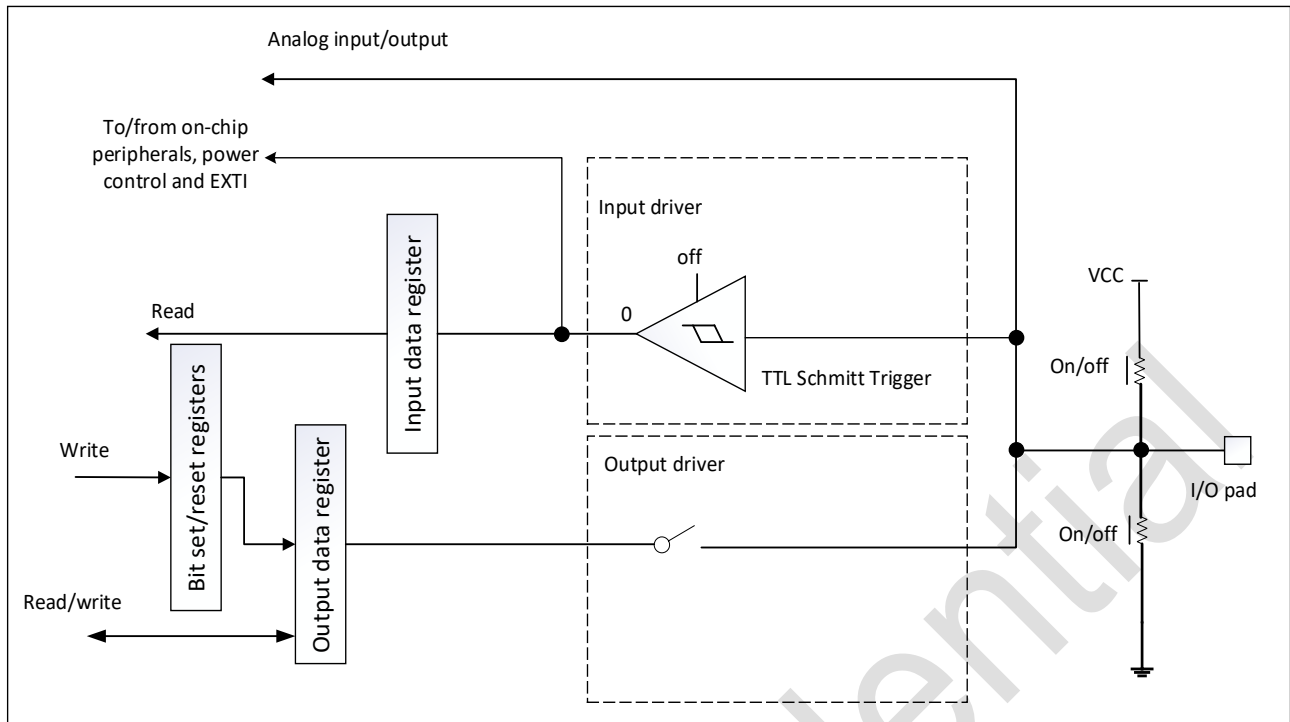 Analog input/output
To/from on-chip
peripherals, power
control and EXTI
Input driver
off
VCC
0
Read
Input data register
On/off
TTL Schmitt Trigger
Bit set/reset registers
Write
Output data register
Output driver
I/O pad
On/off
Read/write
ential